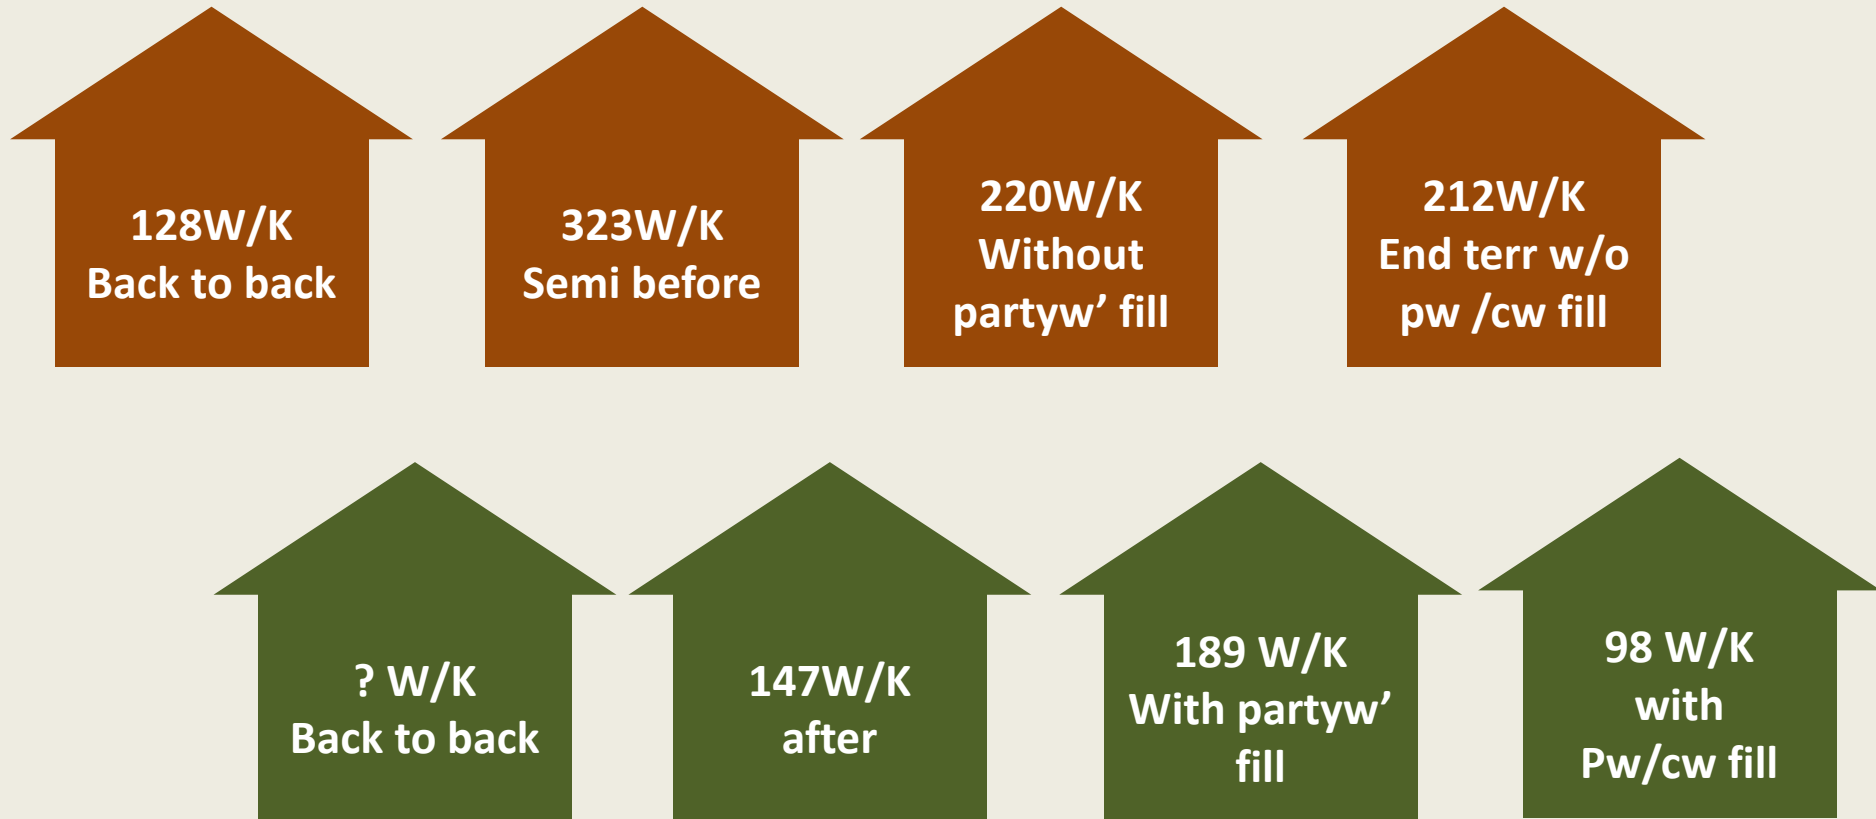 128W/K
Back to back
323W/K
Semi before
220W/K
Without
partyw’ fill
212W/K
End terr w/o
pw /cw fill
? W/K
Back to back
147W/K
after
189 W/K
With partyw’
fill
98 W/K
with
Pw/cw fill